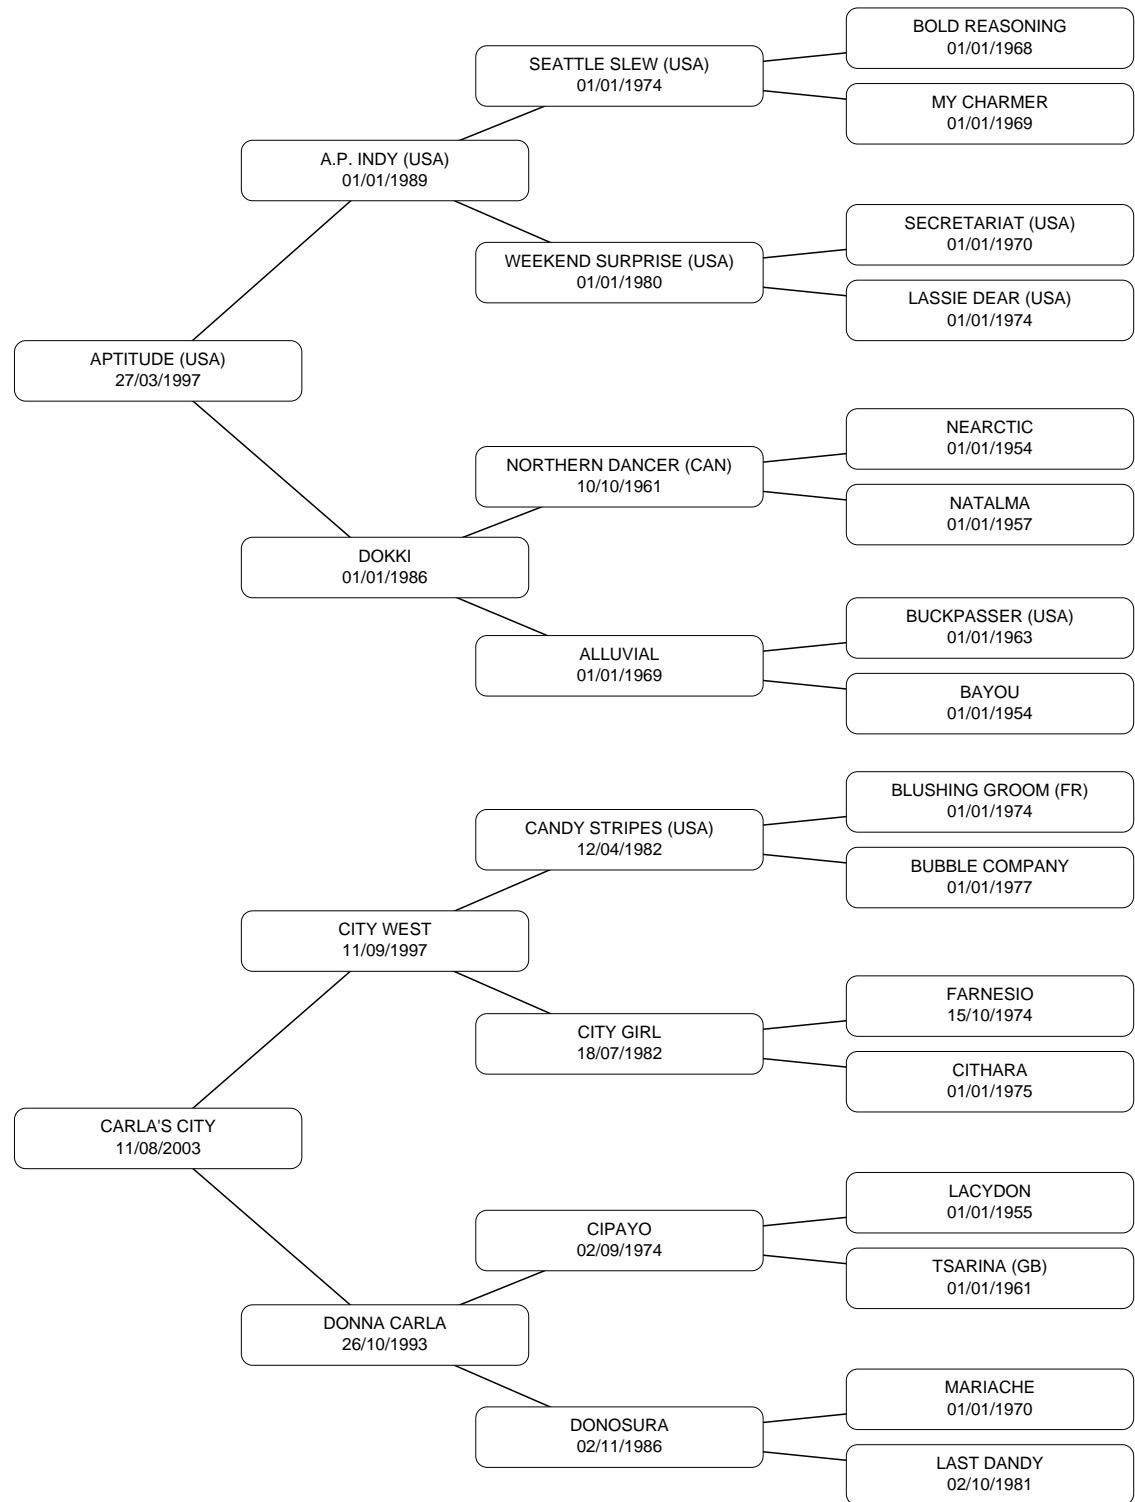 BOLD REASONING
01/01/1968
SEATTLE SLEW (USA)
01/01/1974
MY CHARMER
01/01/1969
A.P. INDY (USA)
01/01/1989
SECRETARIAT (USA)
01/01/1970
WEEKEND SURPRISE (USA)
01/01/1980
LASSIE DEAR (USA)
01/01/1974
APTITUDE (USA)
27/03/1997
NEARCTIC
01/01/1954
NORTHERN DANCER (CAN)
10/10/1961
NATALMA
01/01/1957
DOKKI
01/01/1986
BUCKPASSER (USA)
01/01/1963
ALLUVIAL
01/01/1969
BAYOU
01/01/1954
BLUSHING GROOM (FR)
01/01/1974
CANDY STRIPES (USA)
12/04/1982
BUBBLE COMPANY
01/01/1977
CITY WEST
11/09/1997
FARNESIO
15/10/1974
CITY GIRL
18/07/1982
CITHARA
01/01/1975
CARLA'S CITY
11/08/2003
LACYDON
01/01/1955
CIPAYO
02/09/1974
TSARINA (GB)
01/01/1961
DONNA CARLA
26/10/1993
MARIACHE
01/01/1970
DONOSURA
02/11/1986
LAST DANDY
02/10/1981